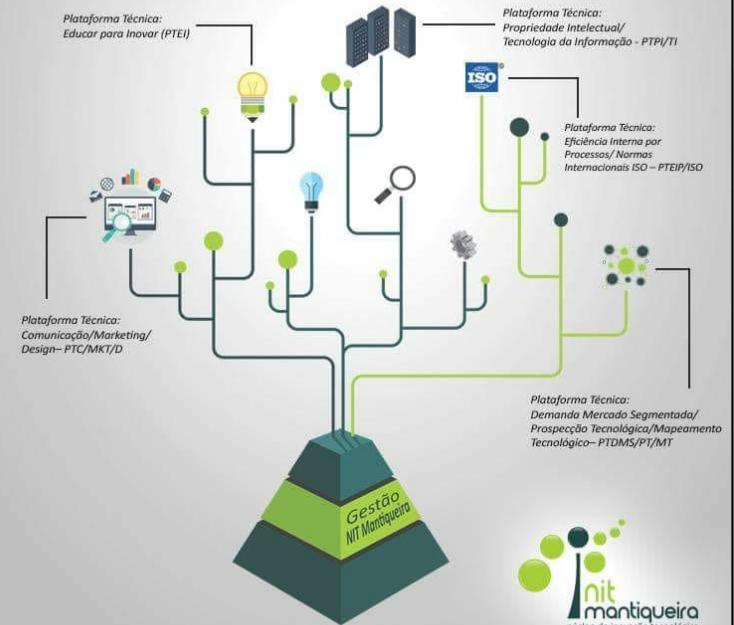 Plataforma Técnica:
Educar para Inovar (PTEI)
Plataforma Técnica:
Propriedade Intelectual/
Tecnologia da Informação - PTPI/TI
ISO
Plataforma Técnica:
Eficiência Interna por
Processos/ Normas
Internacionais ISO – PTEIP/ISO
Plataforma Técnica:
Comunicação/Marketing/
Design– PTC/MKT/D
Plataforma Técnica:
Demanda Mercado Segmentada/
Prospecção Tecnológica/Mapeamento
Tecnológico– PTDMS/PT/MT
Gestão
NIT Mantiqueira
nit
mantiqueira